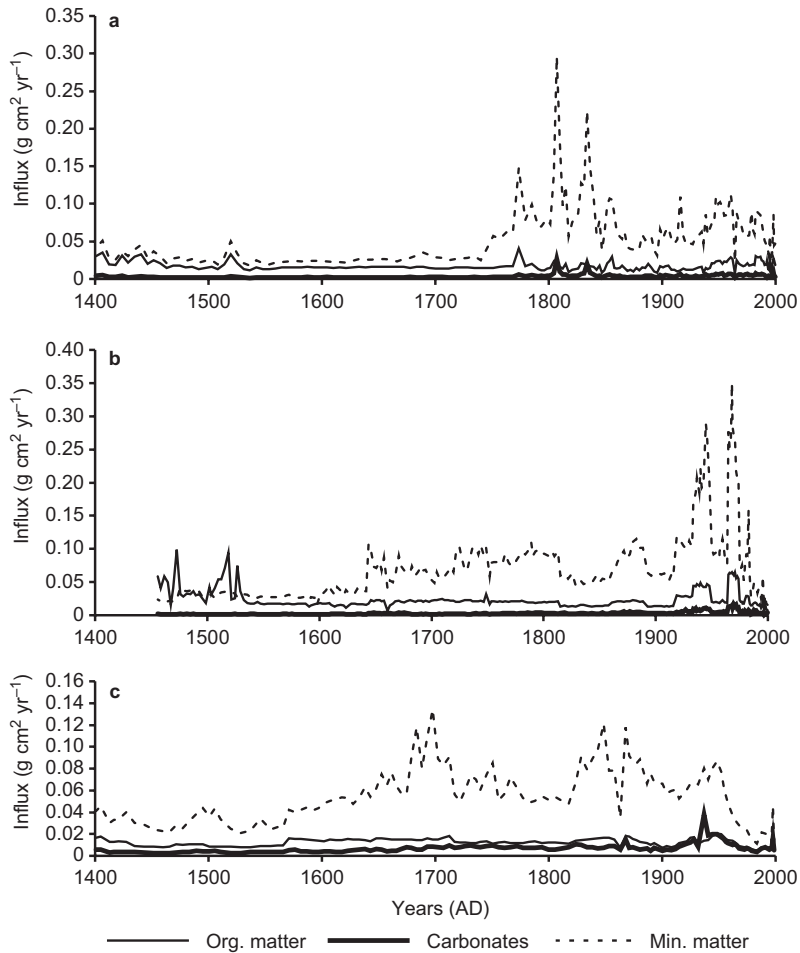 a
Influx (g cm² yr⁻¹)
0.35
0.30
0.25
0.20
0.15
0.10
0.05
0
1400 1500 1600 1700 1800 1900 2000
b
Influx (g cm² yr⁻¹)
0.40
0.35
0.30
0.25
0.20
0.15
0.10
0.05
0
1400 1500 1600 1700 1800 1900 2000
c
Influx (g cm² yr⁻¹)
0.16
0.14
0.12
0.10
0.08
0.06
0.04
0.02
0
1400 1500 1600 1700 1800 1900 2000
Years (AD)
Org. matter Carbonates Min. matter